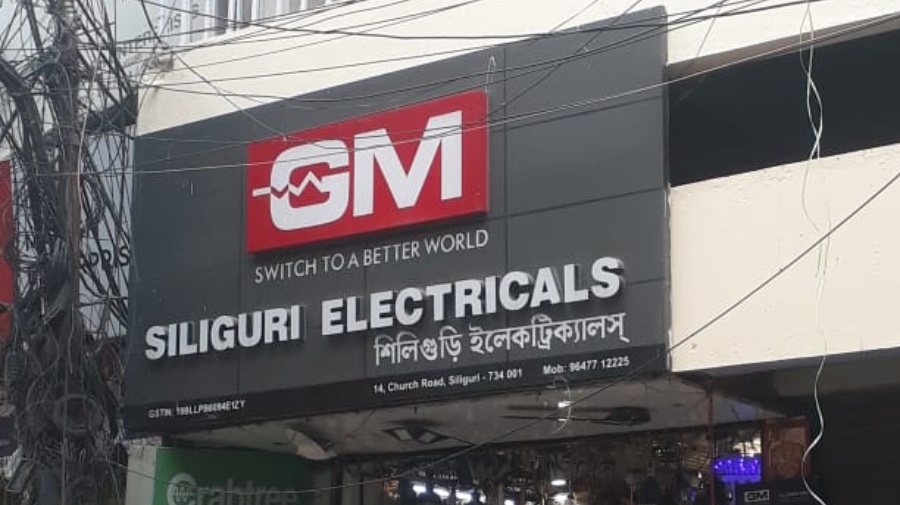 GM
SWITCH TO A BETTER WORLD
SILIGURI ELECTRICALS
শিলিগুড়ি ইলেকট্রিক্যালস্
14, Church Road, Siliguri - 734 001 Mob: 96477 12225
GSTIN: 19BLLPB6094E1ZY
Crabtree
GM